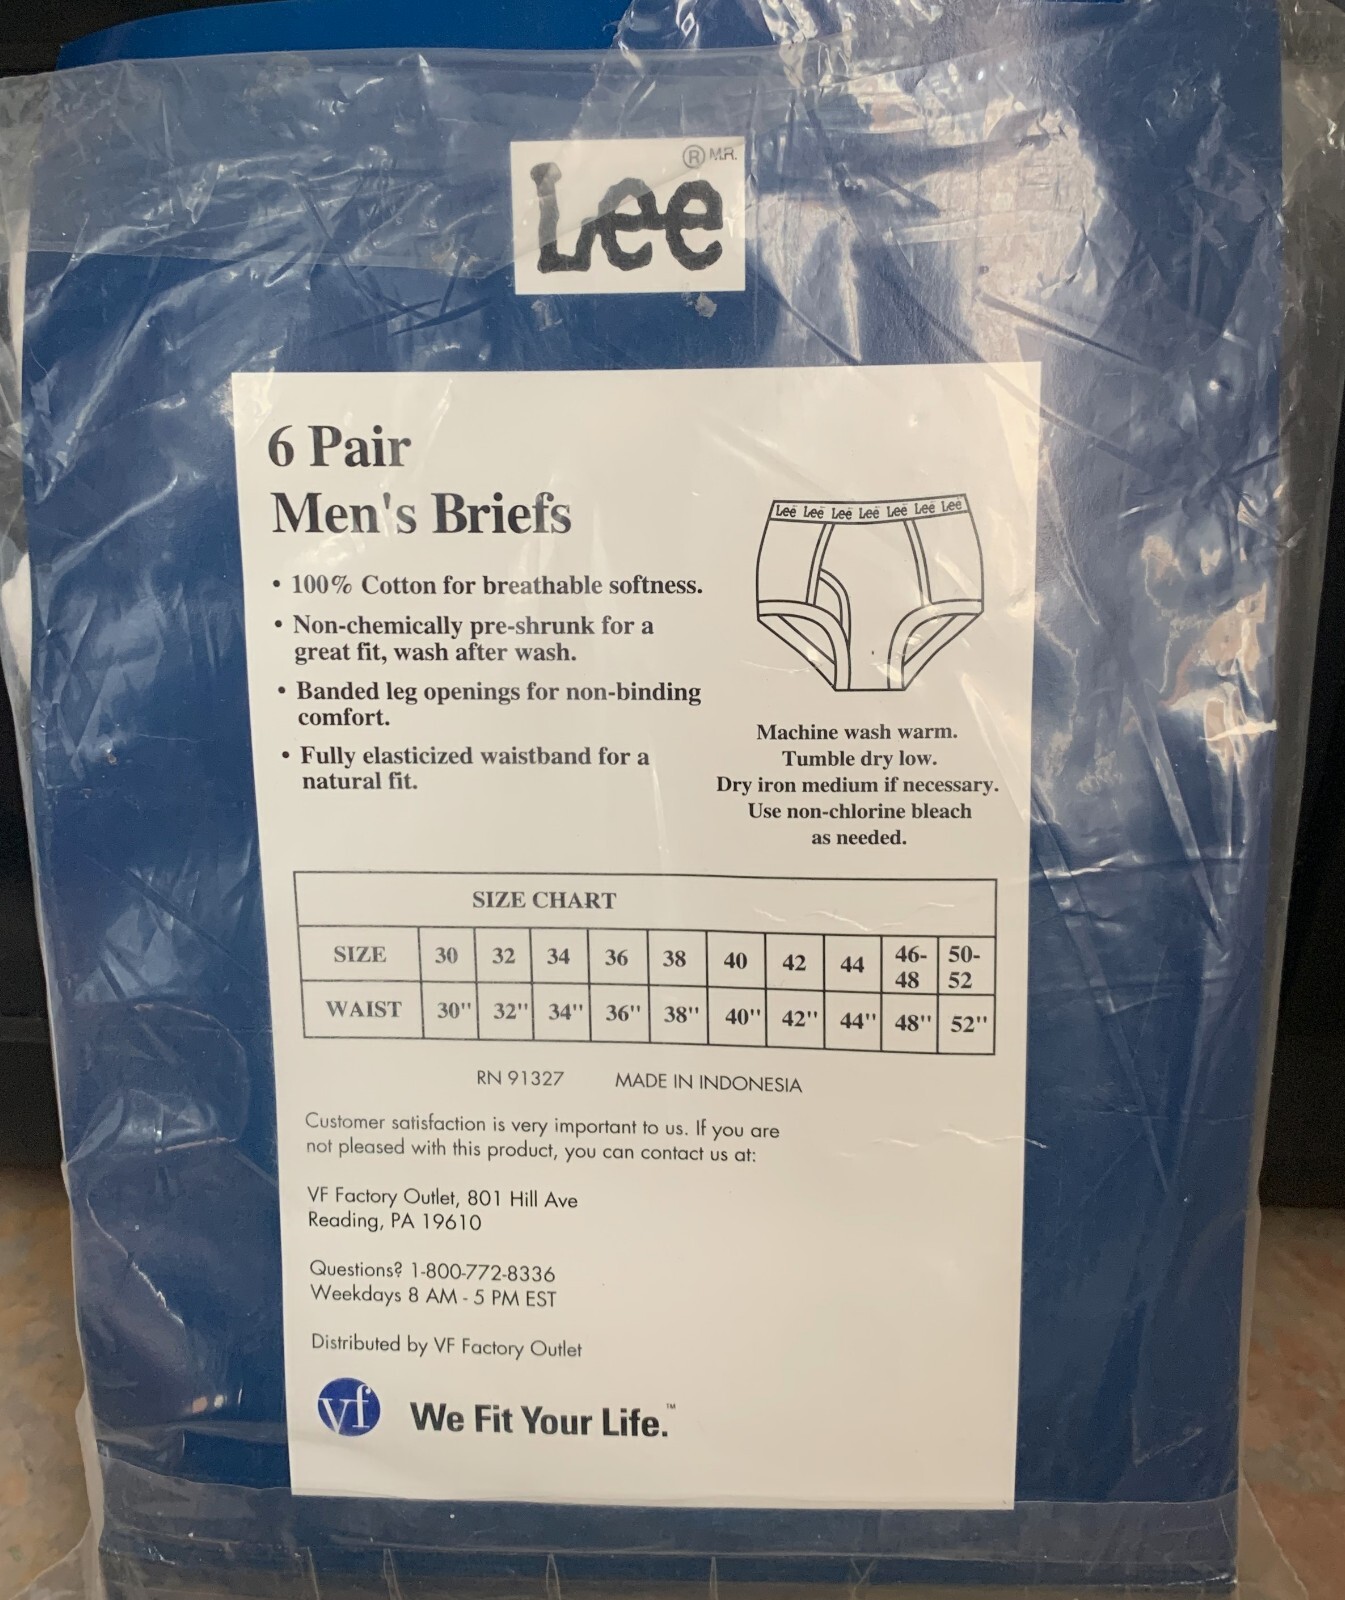 Lee ® M.R.
6 Pair
Men's Briefs
• 100% Cotton for breathable softness.
• Non-chemically pre-shrunk for a
great fit, wash after wash.
• Banded leg openings for non-binding
comfort.
• Fully elasticized waistband for a
natural fit.
Lee Lee Lee Lee Lee Lee Lee
Machine wash warm.
Tumble dry low.
Dry iron medium if necessary.
Use non-chlorine bleach
as needed.
SIZE CHART
SIZE 30 32 34 36 38 40 42 44 46-48 50-52
WAIST 30" 32" 34" 36" 38" 40" 42" 44" 48" 52"
RN 91327 MADE IN INDONESIA
Customer satisfaction is very important to us. If you are
not pleased with this product, you can contact us at:
VF Factory Outlet, 801 Hill Ave
Reading, PA 19610
Questions? 1-800-772-8336
Weekdays 8 AM - 5 PM EST
Distributed by VF Factory Outlet
vf We Fit Your Life.™